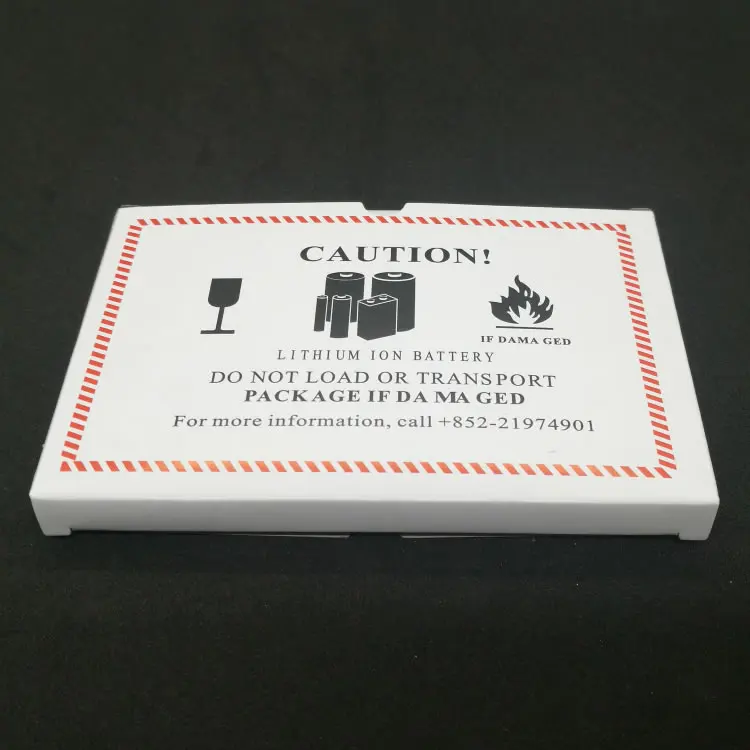 CAUTION!
IF DAMA GED
LITHIUM ION BATTERY
DO NOT LOAD OR TRANSPORT
PACKAGE IF DA MA GED
For more information, call +852-21974901